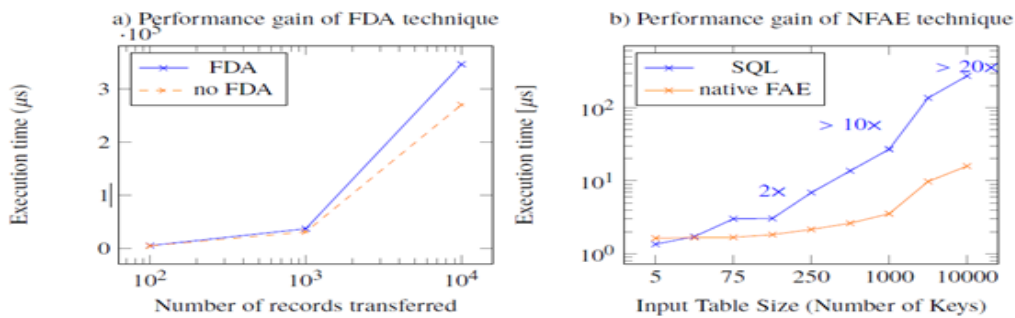 a) Performance gain of FDA technique
·10⁵
FDA
no FDA
3
2
1
0
Execution time (μs)
10² 10³ 10⁴
Number of records transferred
b) Performance gain of NFAE technique
SQL
native FAE
> 20×
> 10×
2×
10²
10¹
10⁰
Execution time [μs]
5 75 250 1000 10000
Input Table Size (Number of Keys)